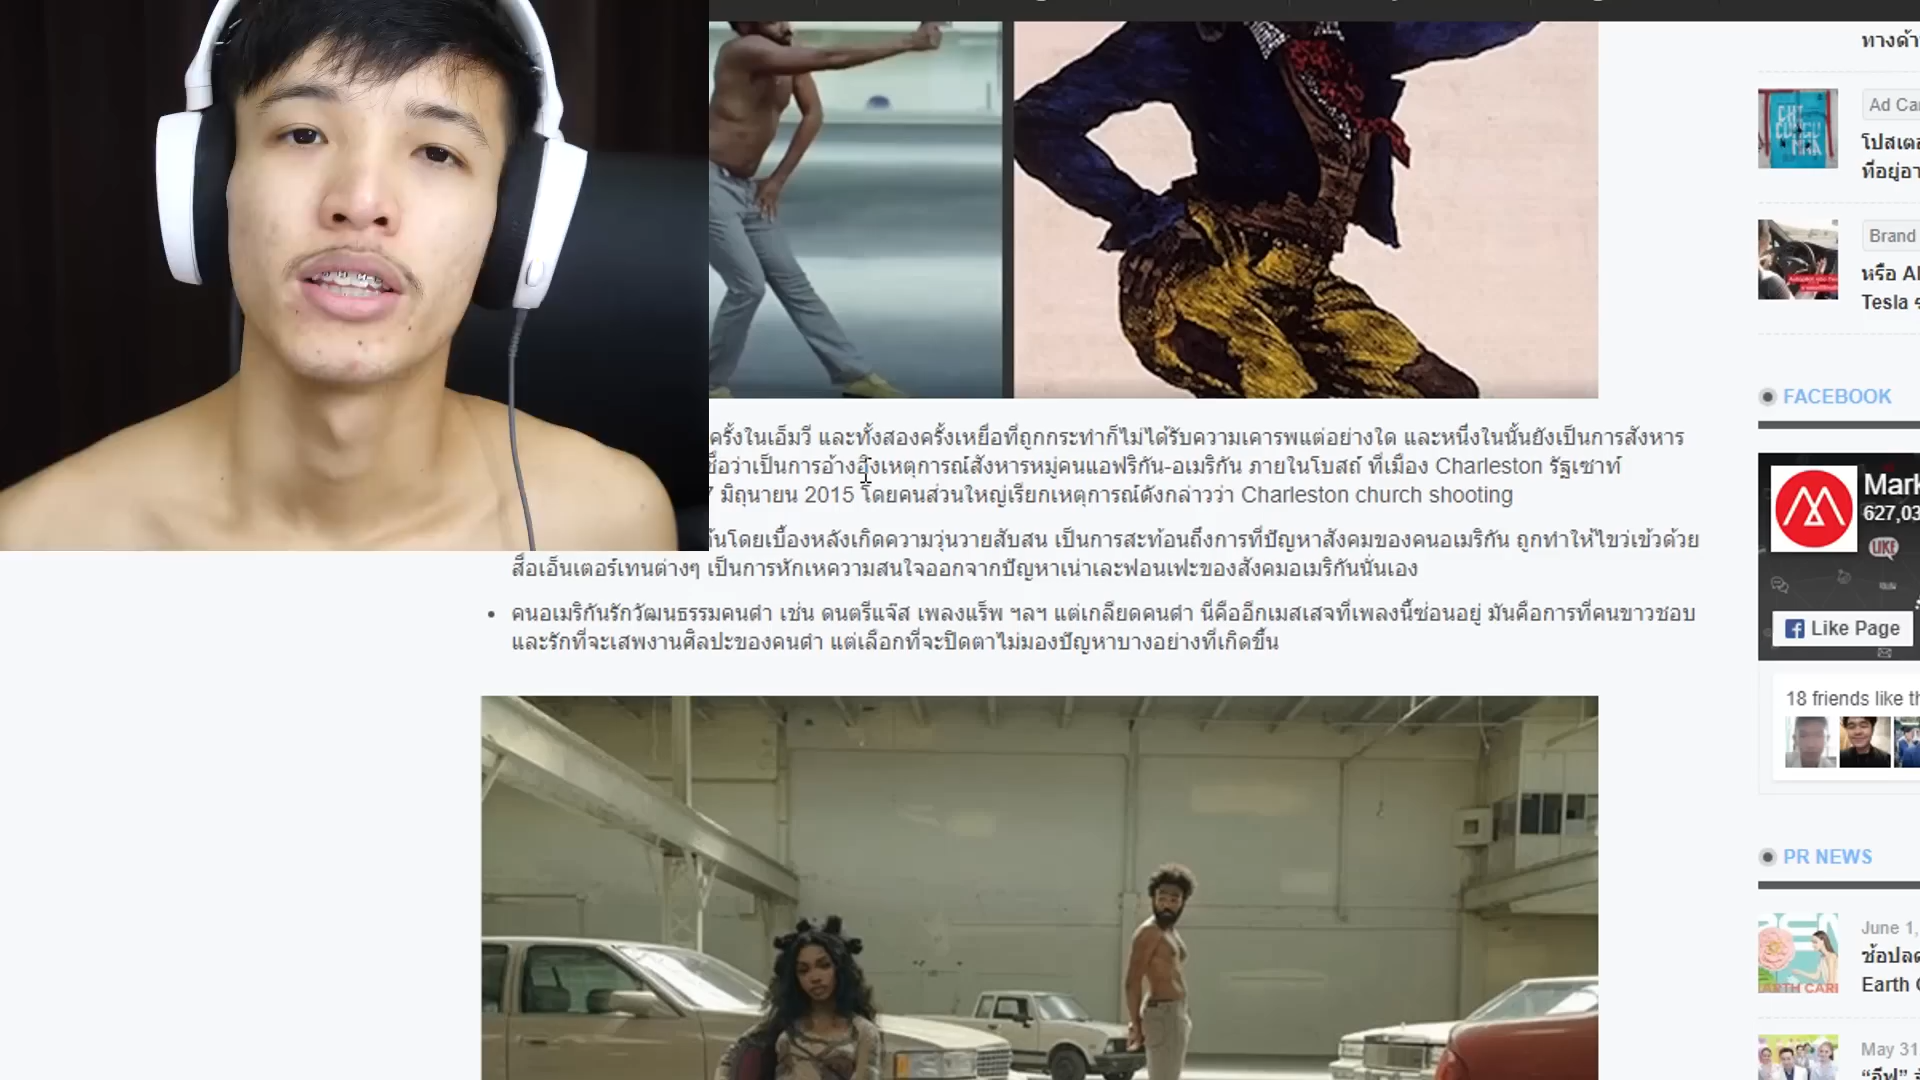 ครั้งในเอ็มวี และทั้งสองครั้งเหยื่อที่ถูกกระทำก็ไม่ได้รับความเคารพแต่อย่างใด และหนึ่งในนั้นยังเป็นการสังหาร
ชื่อว่าเป็นการอ้างอิงเหตุการณ์สังหารหมู่คนแอฟริกัน-อเมริกัน ภายในโบสถ์ ที่เมือง Charleston รัฐเซาท์
7 มิถุนายน 2015 โดยคนส่วนใหญ่เรียกเหตุการณ์ดังกล่าวว่า Charleston church shooting
โดยเบื้องหลังเกิดความวุ่นวายสับสน เป็นการสะท้อนถึงการที่ปัญหาสังคมของคนอเมริกัน ถูกทำให้ไขว่เขว้ด้วย
สื่อเอ็นเตอร์เทนต่างๆ เป็นการหักเหความสนใจออกจากปัญหาเน่าเละฟอนเฟะของสังคมอเมริกันนั่นเอง
• คนอเมริกันรักวัฒนธรรมคนดำ เช่น ดนตรีแจ๊ส เพลงแร็พ ฯลฯ แต่เกลียดคนดำ นี่คืออีกเมสเสจที่เพลงนี้ซ่อนอยู่ มันคือการที่คนขาวชอบ
และรักที่จะเสพงานศิลปะของคนดำ แต่เลือกที่จะปิดตาไม่มองปัญหาบางอย่างที่เกิดขึ้น
ทางด้า
Ad Ca
โปสเตอ
ที่อยู่อา
Brand
หรือ AI
Tesla
FACEBOOK
Mark
627,03
LIKE
Like Page
18 friends like th
PR NEWS
June 1,
ช้อปลด
Earth C
EARTH CARE
May 31
"อีฟ"